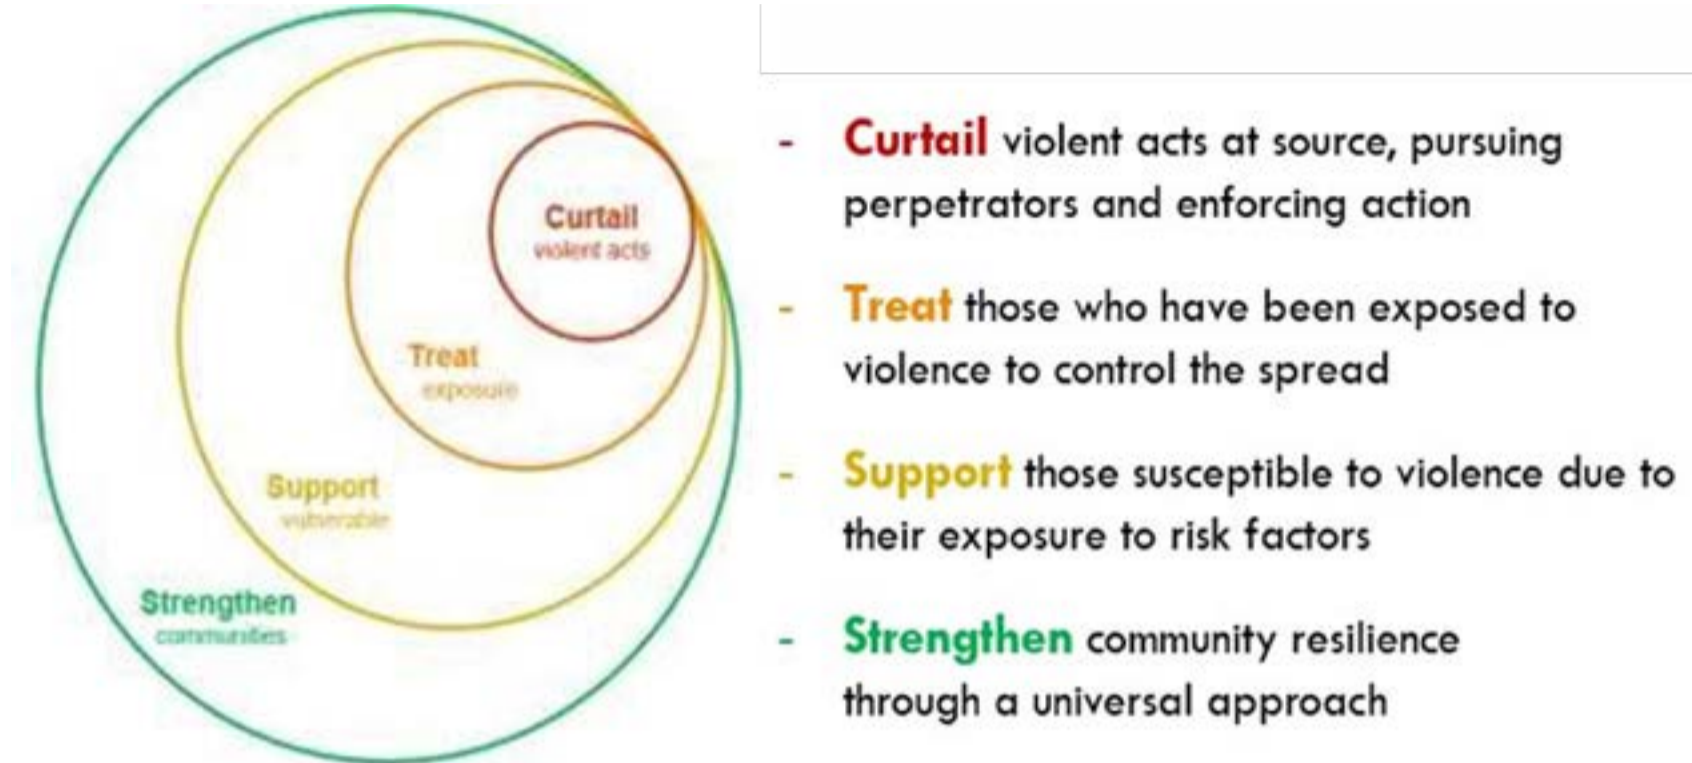 Curtail
violent acts
Treat
exposure
Support
vulnerable
Strengthen
communities
- Curtail violent acts at source, pursuing
perpetrators and enforcing action
- Treat those who have been exposed to
violence to control the spread
- Support those susceptible to violence due to
their exposure to risk factors
- Strengthen community resilience
through a universal approach